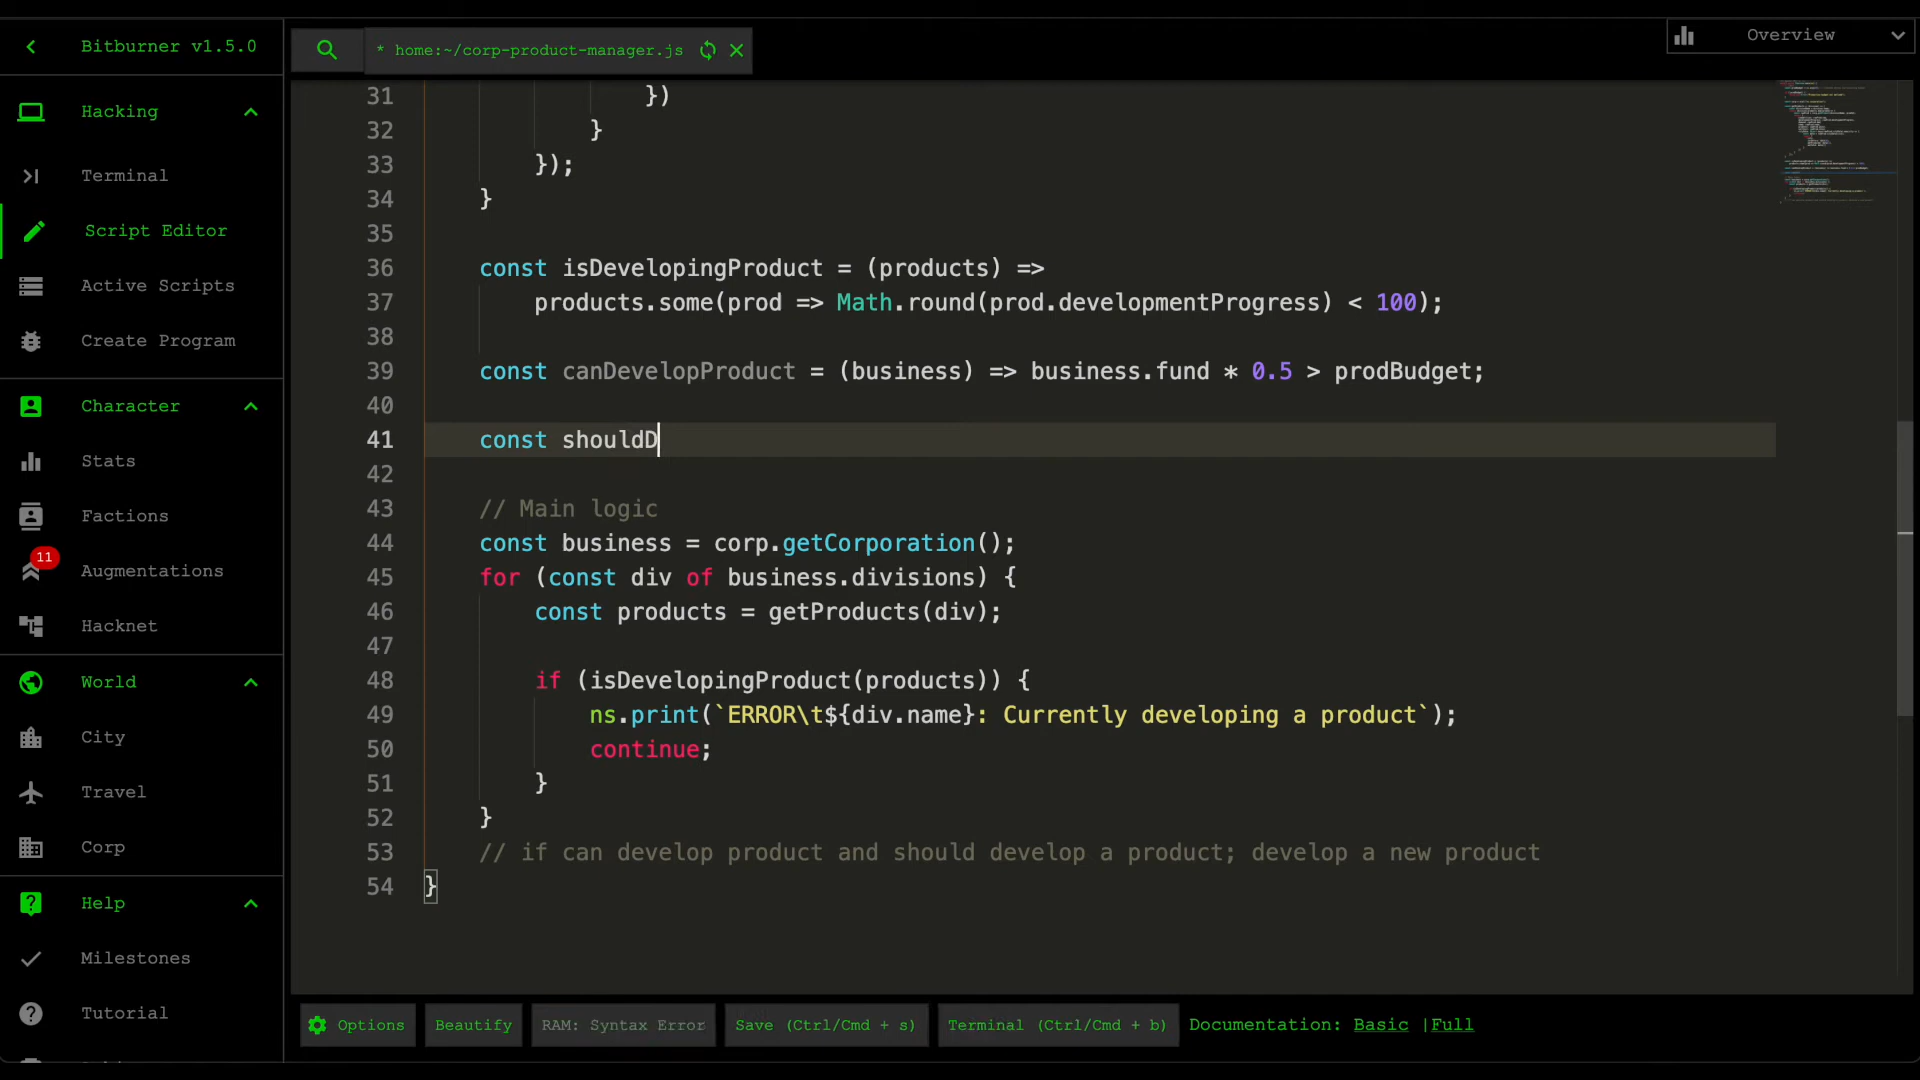 Bitburner v1.5.0
Hacking
Terminal
Script Editor
Active Scripts
Create Program
Character
Stats
Factions
11
Augmentations
Hacknet
World
City
Travel
Corp
Help
Milestones
Tutorial
* home:~/corp-product-manager.js
Overview
31 })
32 }
33 });
34 }
35
36 const isDevelopingProduct = (products) =>
37 products.some(prod => Math.round(prod.developmentProgress) < 100);
38
39 const canDevelopProduct = (business) => business.fund * 0.5 > prodBudget;
40
41 const shouldD
42
43 // Main logic
44 const business = corp.getCorporation();
45 for (const div of business.divisions) {
46 const products = getProducts(div);
47
48 if (isDevelopingProduct(products)) {
49 ns.print(`ERROR\t${div.name}: Currently developing a product`);
50 continue;
51 }
52 }
53 // if can develop product and should develop a product; develop a new product
54 }
Options
Beautify
RAM: Syntax Error
Save (Ctrl/Cmd + s)
Terminal (Ctrl/Cmd + b)
Documentation: Basic |Full